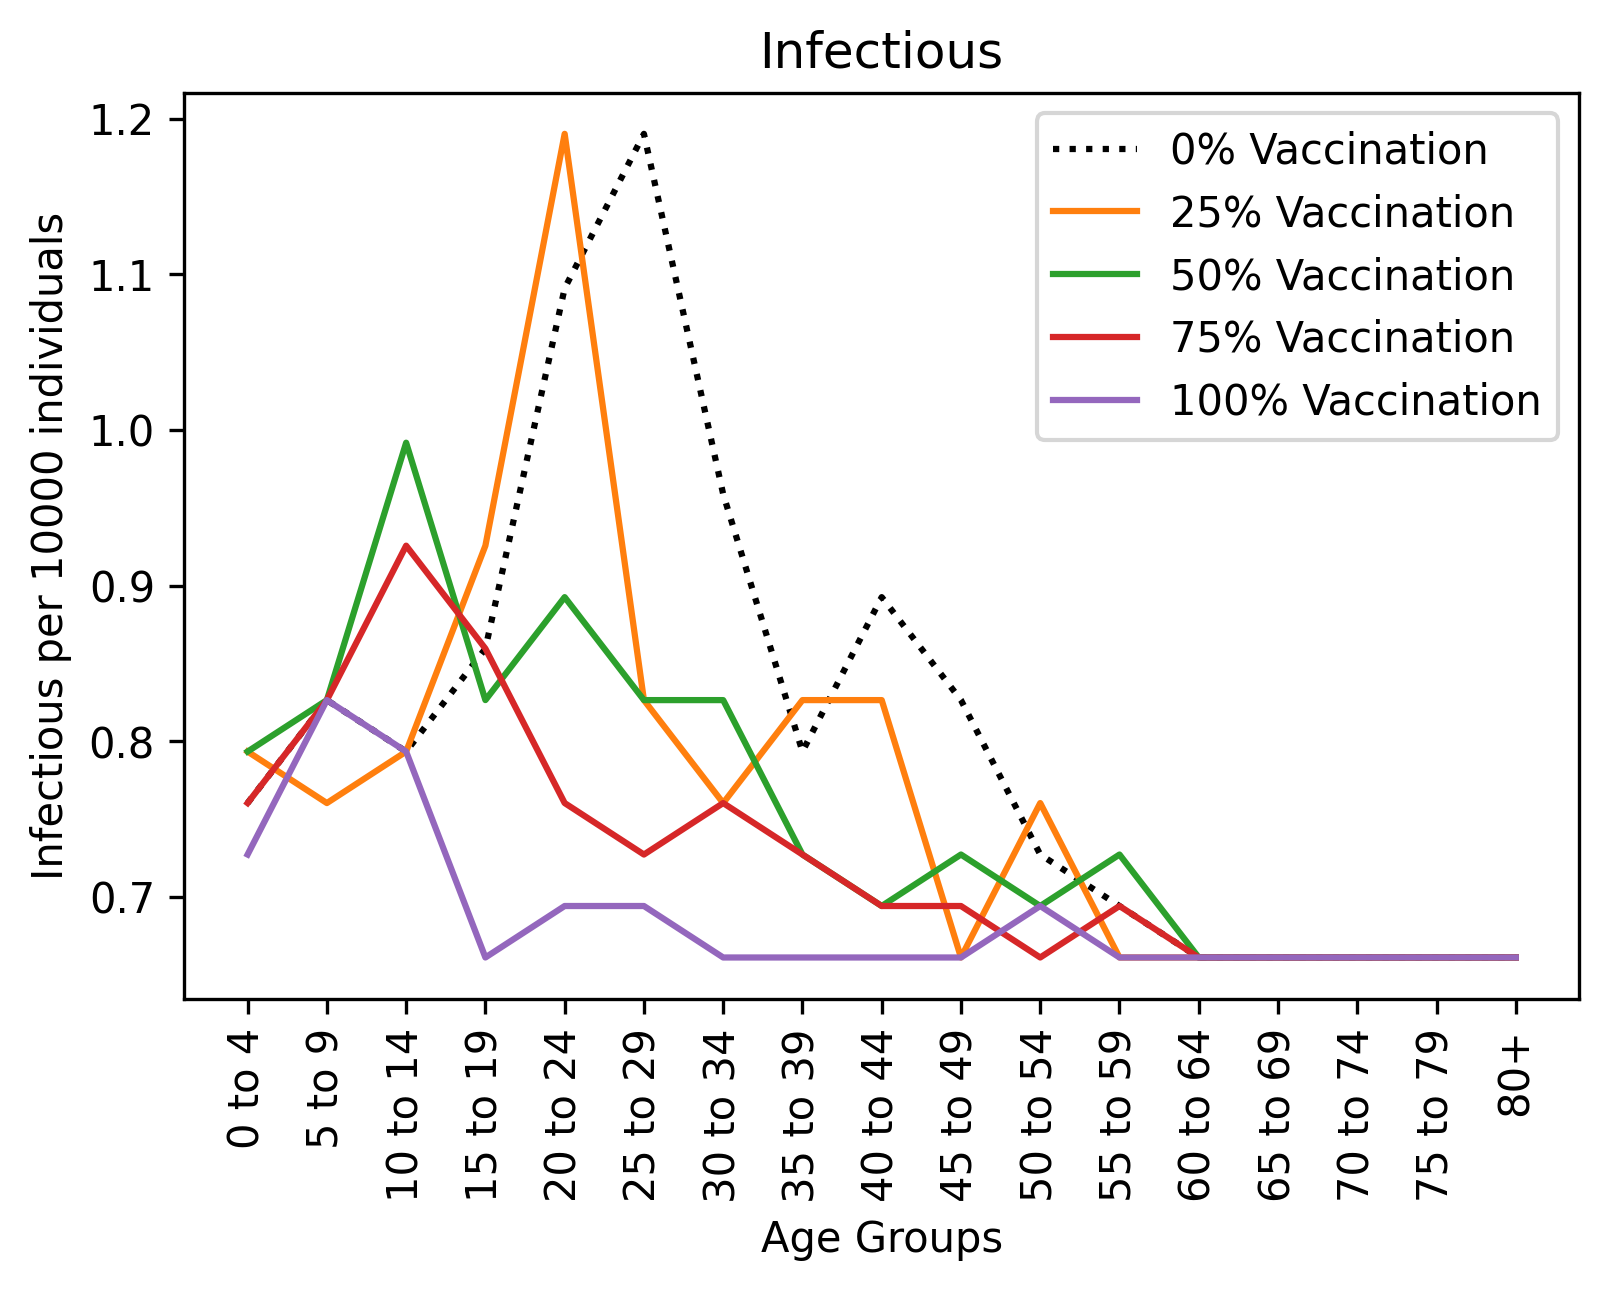 Infectious
1.2
1.1
1.0
0.9
0.8
0.7
Infectious per 10000 individuals
0% Vaccination
25% Vaccination
50% Vaccination
75% Vaccination
100% Vaccination
0 to 4
5 to 9
10 to 14
15 to 19
20 to 24
25 to 29
30 to 34
35 to 39
40 to 44
45 to 49
50 to 54
55 to 59
60 to 64
65 to 69
70 to 74
75 to 79
80+
Age Groups